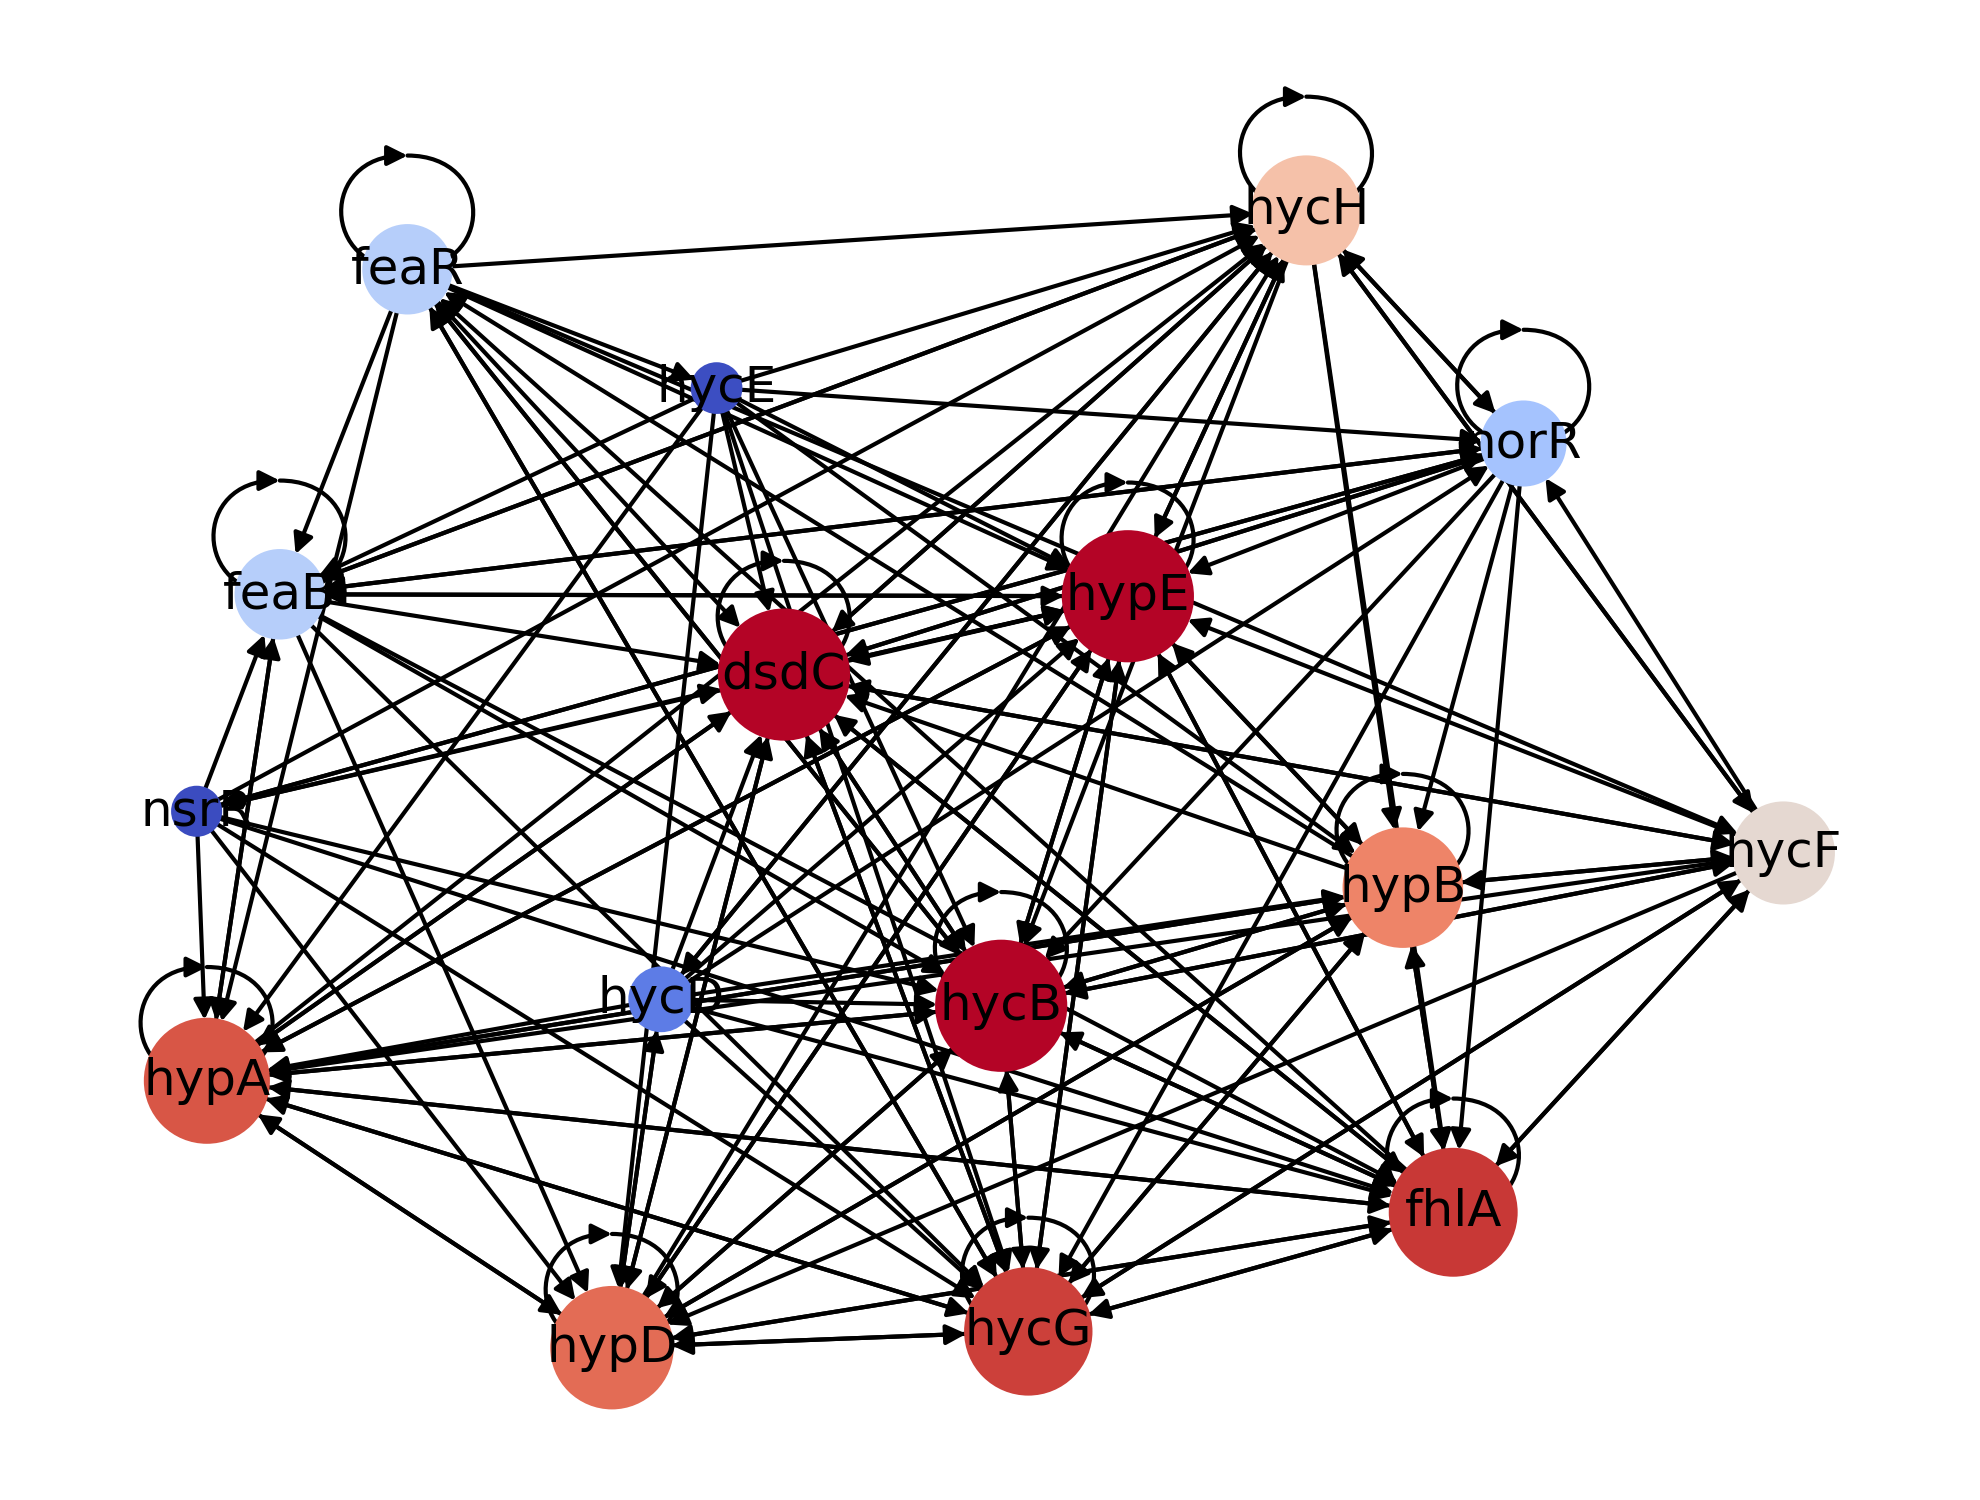 hycH
feaR
hycE
norR
feaB
hypE
dsdC
nsrR
hycF
hypB
hycD
hycB
hypA
fhlA
hycG
hypD